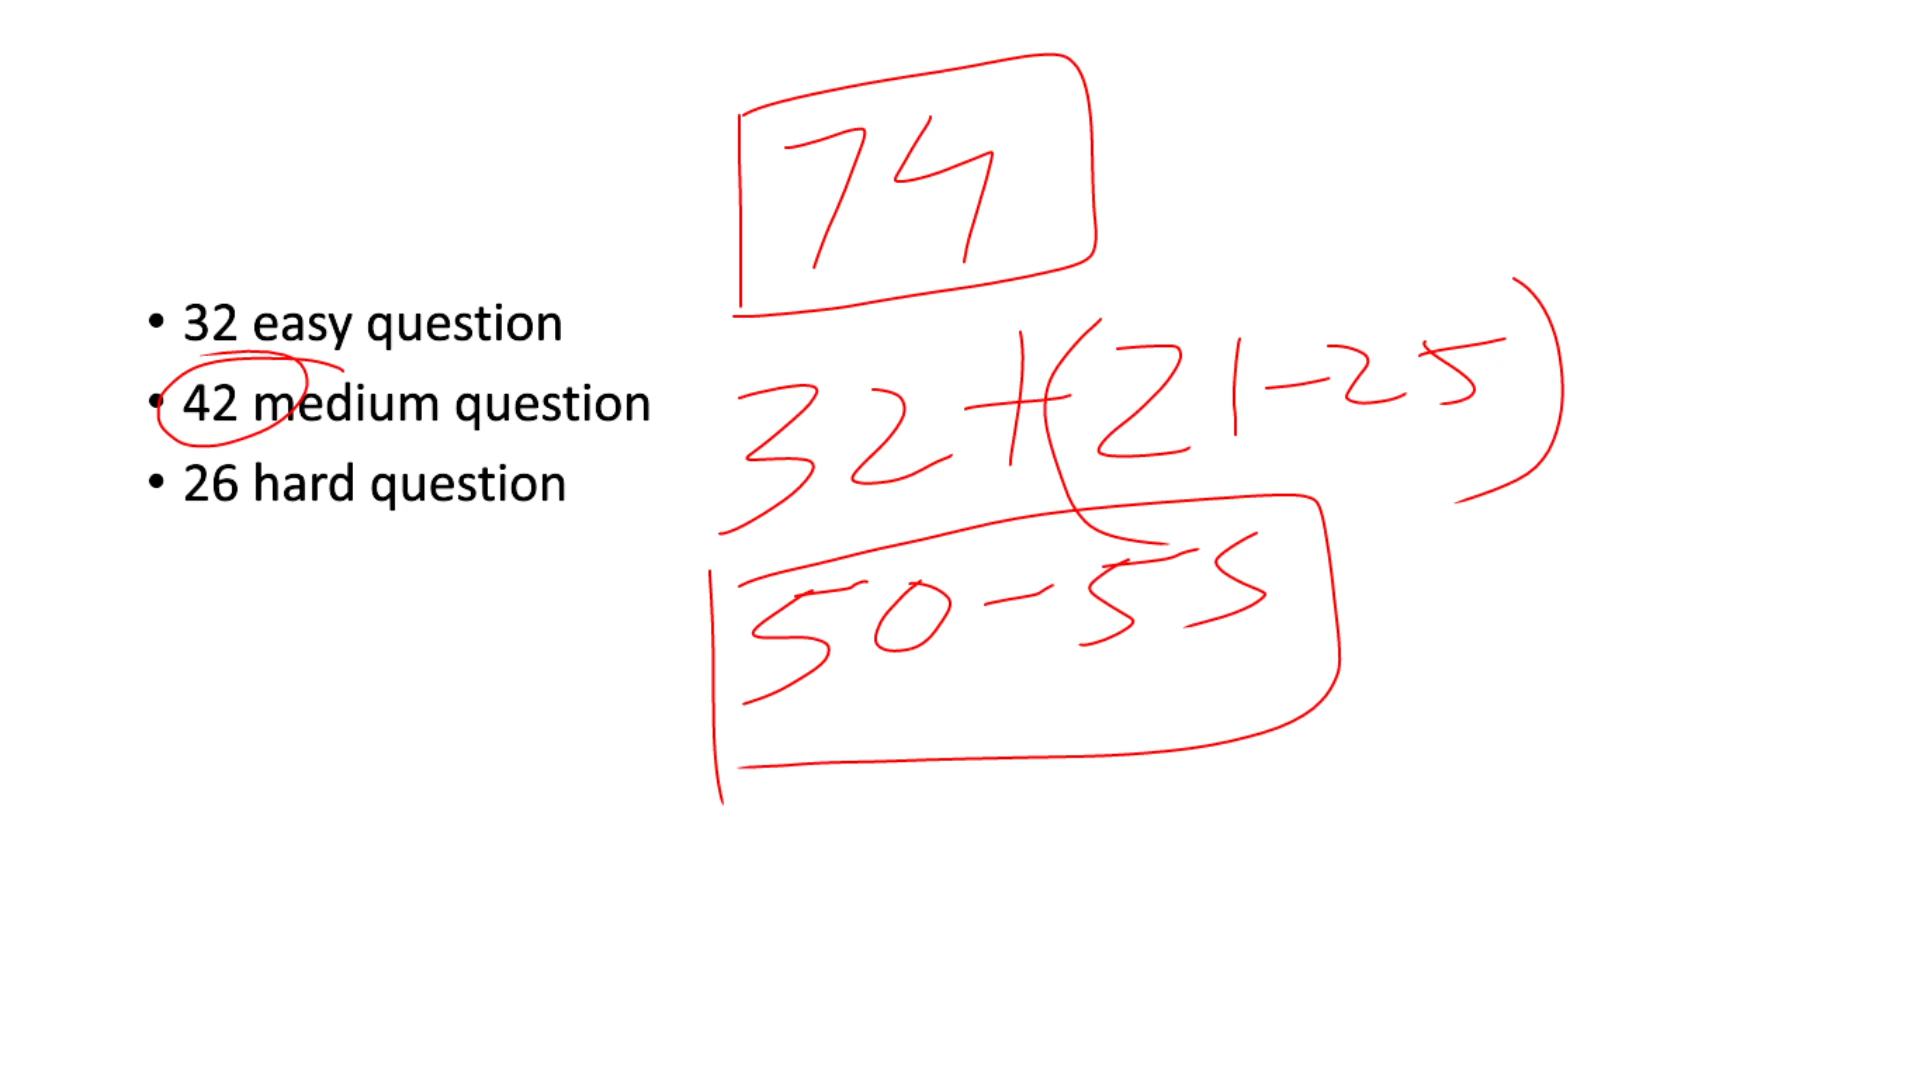 74
• 32 easy question
• 42 medium question
• 26 hard question
32+(21-25)
50-55